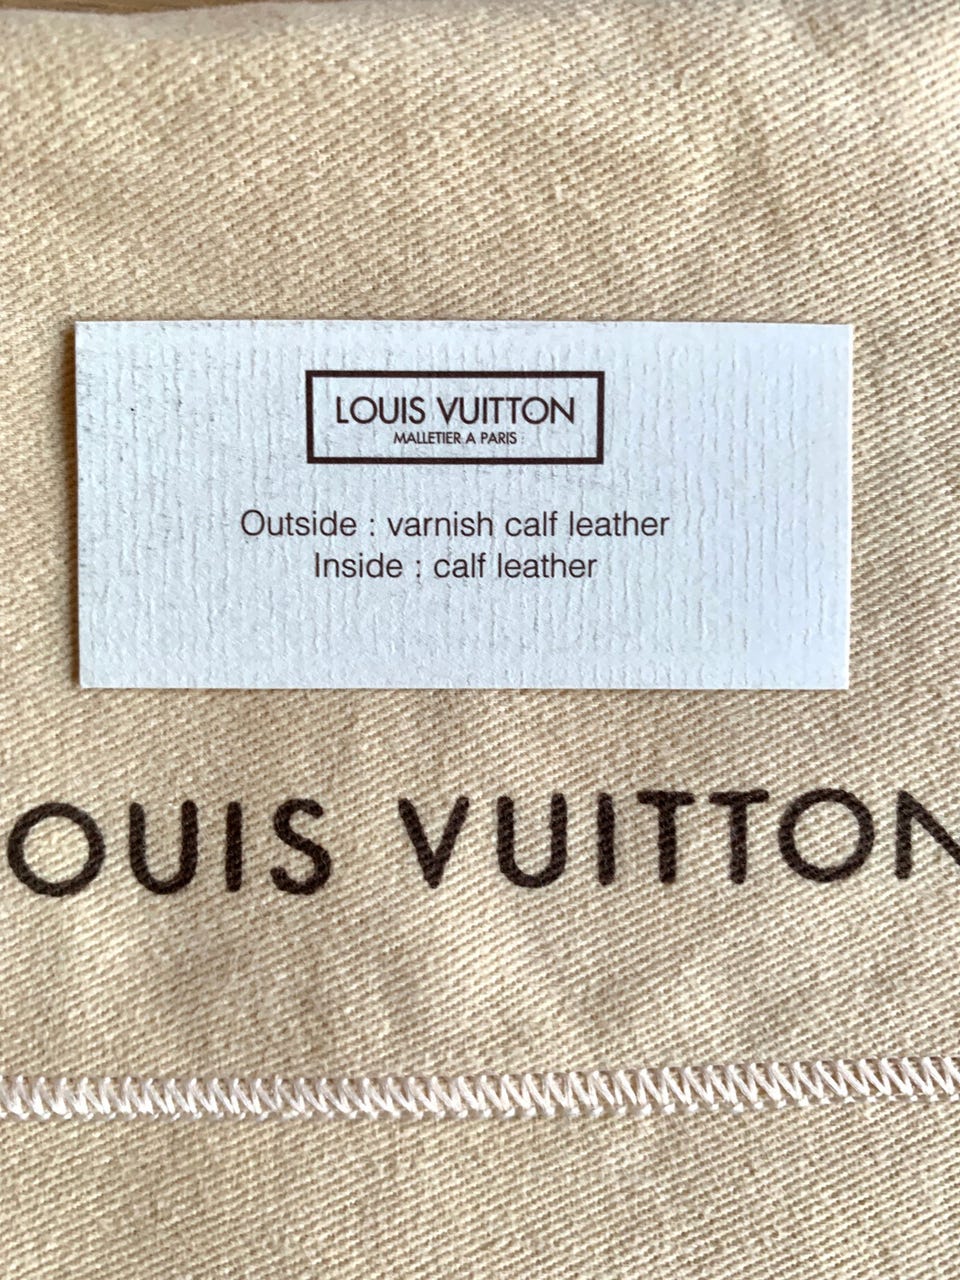 LOUIS VUITTON
MALLETIER A PARIS
Outside : varnish calf leather
Inside : calf leather
OUIS VUITTON